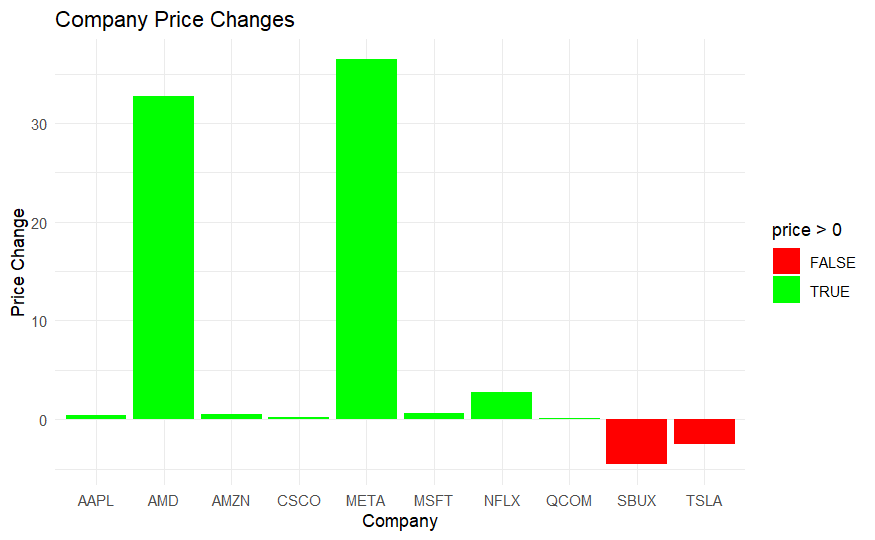 Company Price Changes
Price Change
30
20
10
0
AAPL AMD AMZN CSCO META MSFT NFLX QCOM SBUX TSLA
Company
price > 0
FALSE
TRUE